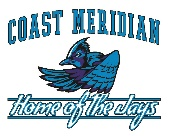 COAST MERIDIAN
Home of the Jays